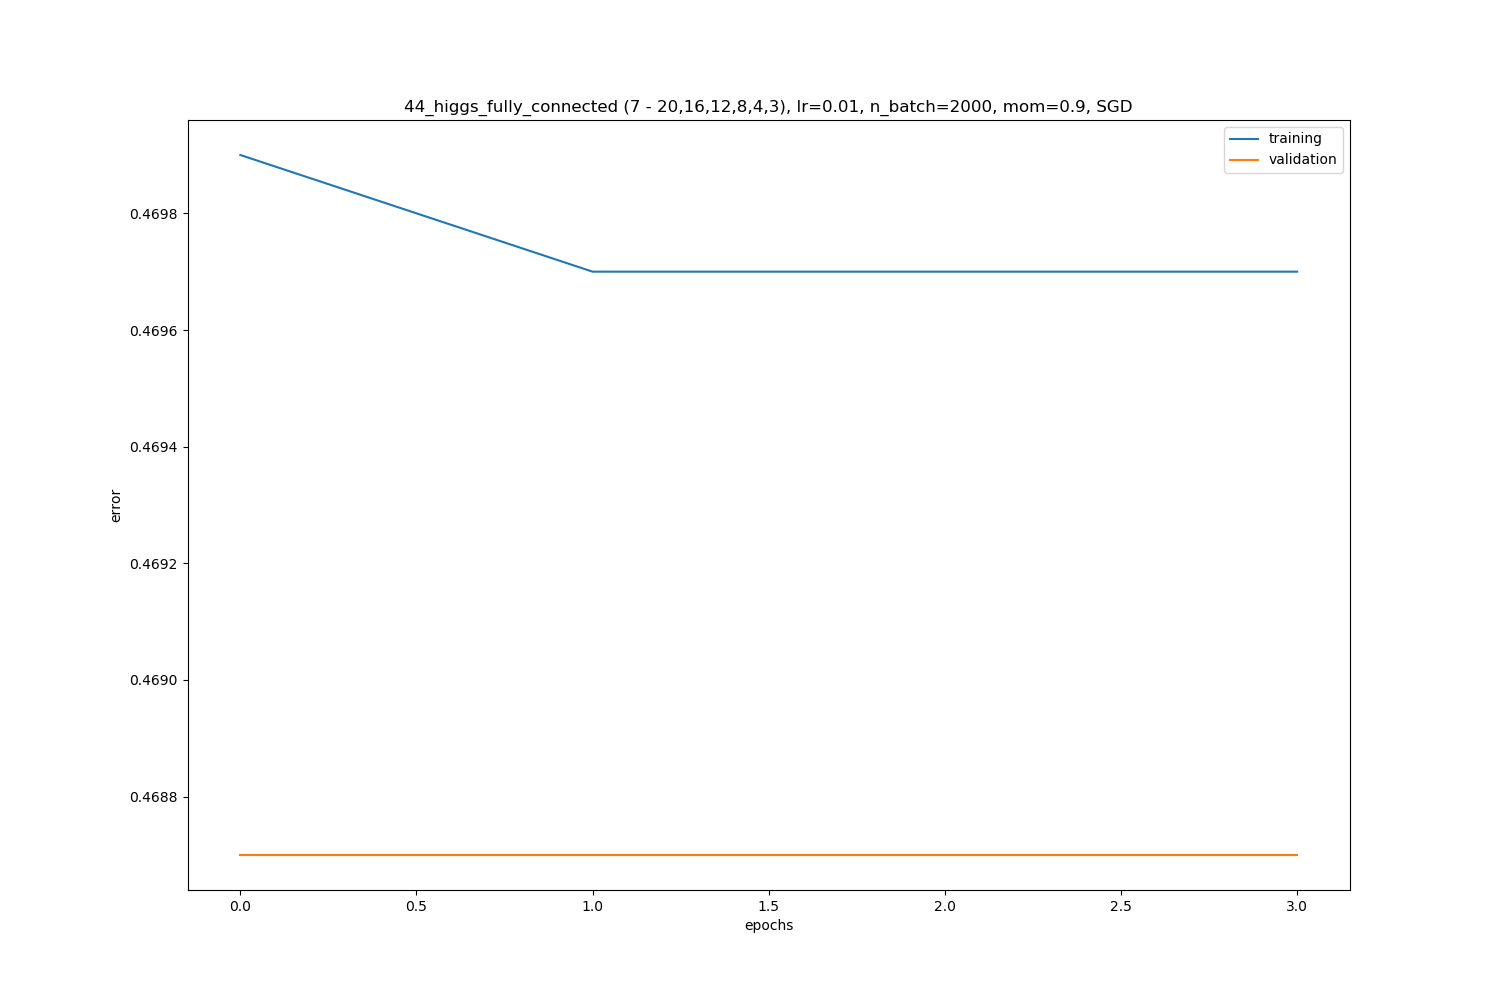 44_higgs_fully_connected (7 - 20,16,12,8,4,3), lr=0.01, n_batch=2000, mom=0.9, SGD
training
validation
0.4698
0.4696
0.4694
0.4692
0.4690
0.4688
error
0.0 0.5 1.0 1.5 2.0 2.5 3.0
epochs